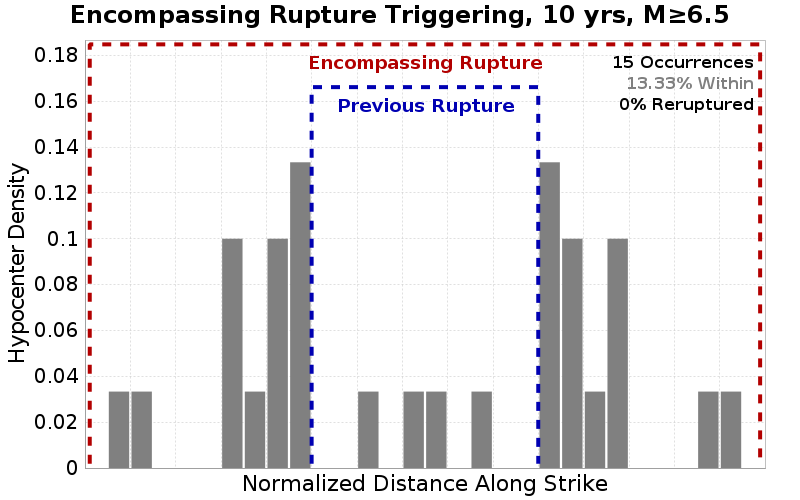 Encompassing Rupture Triggering, 10 yrs, M≥6.5
Encompassing Rupture
Previous Rupture
15 Occurrences
13.33% Within
0% Reruptured
Hypocenter Density
0.18
0.16
0.14
0.12
0.1
0.08
0.06
0.04
0.02
0
Normalized Distance Along Strike